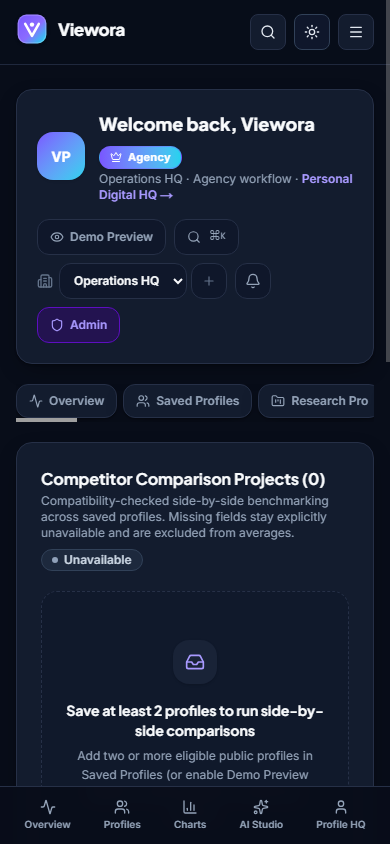 Viewora
Welcome back, Viewora
VP
Agency
Operations HQ · Agency workflow · Personal
Digital HQ →
Demo Preview
⌘K
Operations HQ
+
Admin
Overview
Saved Profiles
Research Pro
Competitor Comparison Projects (0)
Compatibility-checked side-by-side benchmarking
across saved profiles. Missing fields stay explicitly
unavailable and are excluded from averages.
Unavailable
Save at least 2 profiles to run side-by-
side comparisons
Add two or more eligible public profiles in
Saved Profiles (or enable Demo Preview
Overview
Profiles
Charts
AI Studio
Profile HQ